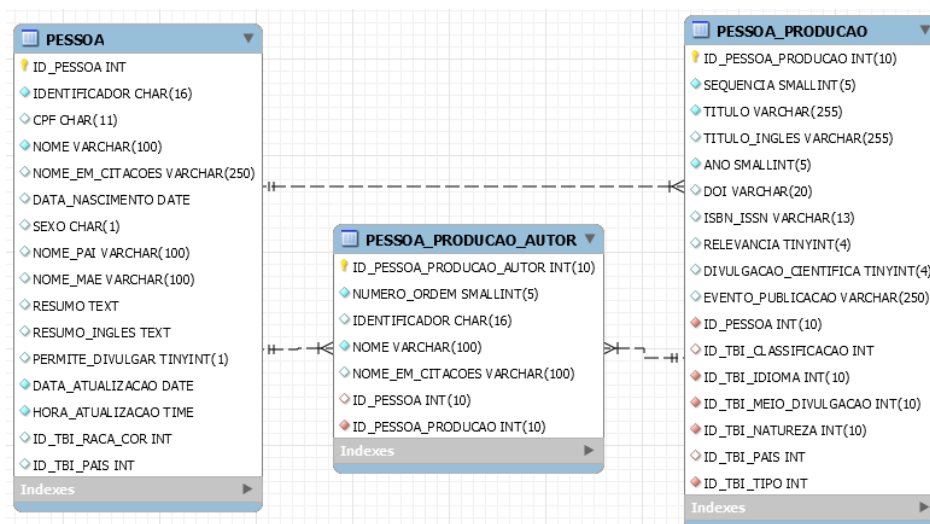 PESSOA
ID_PESSOA INT
IDENTIFICADOR CHAR(16)
CPF CHAR(11)
NOME VARCHAR(100)
NOME_EM_CITACOES VARCHAR(250)
DATA_NASCIMENTO DATE
SEXO CHAR(1)
NOME_PAI VARCHAR(100)
NOME_MAE VARCHAR(100)
RESUMO TEXT
RESUMO_INGLES TEXT
PERMITE_DIVULGAR TINYINT(1)
DATA_ATUALIZACAO DATE
HORA_ATUALIZACAO TIME
ID_TBI_RACA_COR INT
ID_TBI_PAIS INT
Indexes
PESSOA_PRODUCAO_AUTOR
ID_PESSOA_PRODUCAO_AUTOR INT(10)
NUMERO_ORDEM SMALLINT(5)
IDENTIFICADOR CHAR(16)
NOME VARCHAR(100)
NOME_EM_CITACOES VARCHAR(100)
ID_PESSOA INT(10)
ID_PESSOA_PRODUCAO INT(10)
Indexes
PESSOA_PRODUCAO
ID_PESSOA_PRODUCAO INT(10)
SEQUENCIA SMALLINT(5)
TITULO VARCHAR(255)
TITULO_INGLES VARCHAR(255)
ANO SMALLINT(5)
DOI VARCHAR(20)
ISBN_ISSN VARCHAR(13)
RELEVANCIA TINYINT(4)
DIVULGACAO_CIENTIFICA TINYINT(4)
EVENTO_PUBLICACAO VARCHAR(250)
ID_PESSOA INT(10)
ID_TBI_CLASSIFICACAO INT
ID_TBI_IDIOMA INT(10)
ID_TBI_MEIO_DIVULGACAO INT(10)
ID_TBI_NATUREZA INT(10)
ID_TBI_PAIS INT
ID_TBI_TIPO INT
Indexes